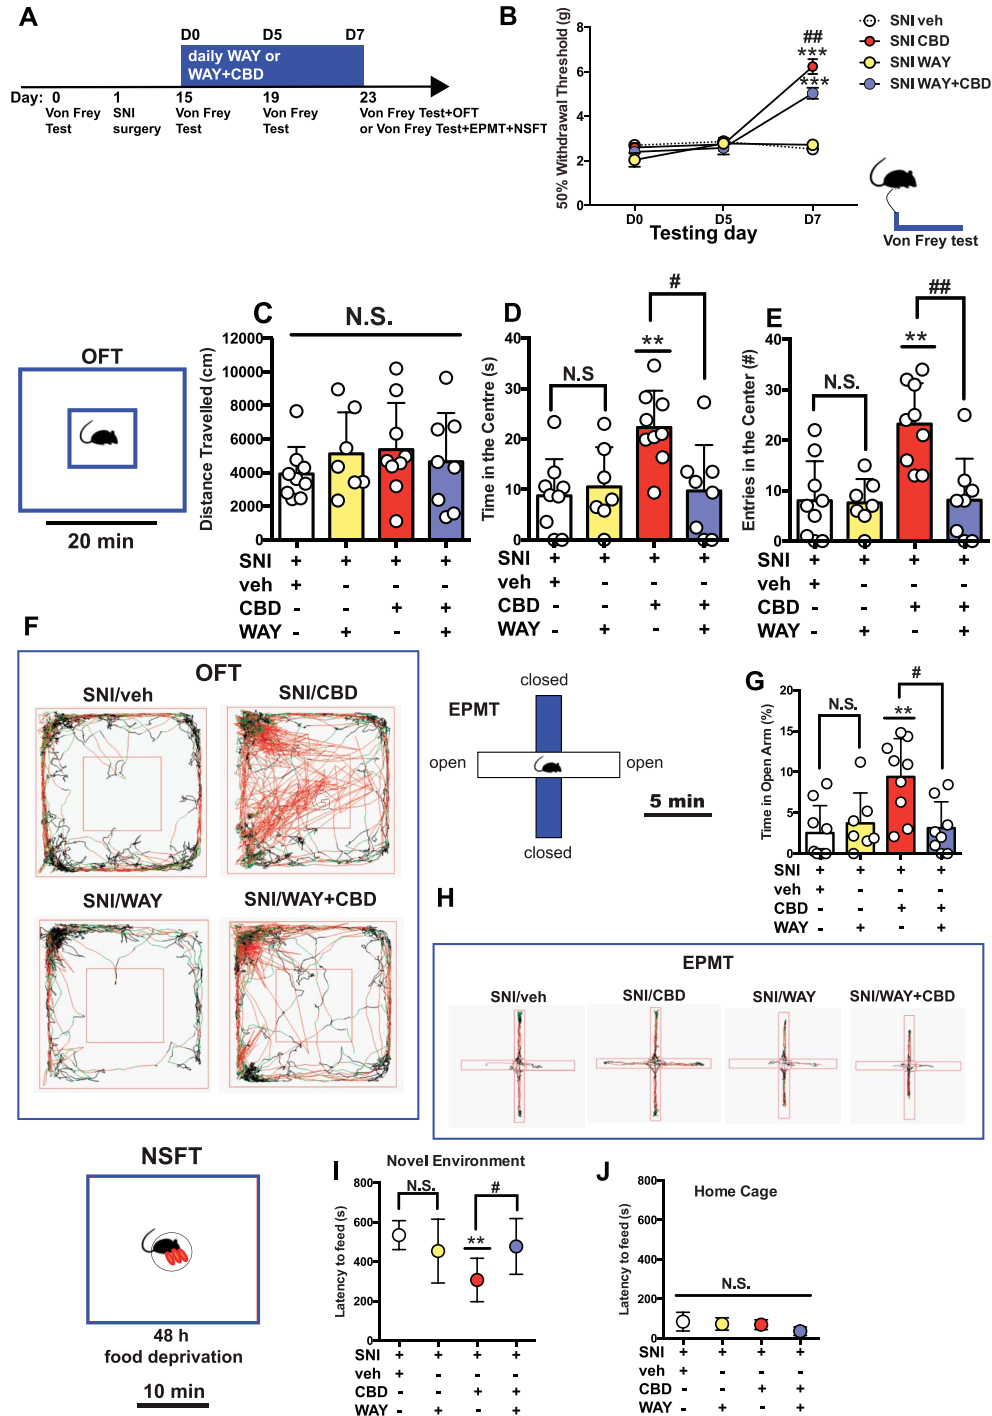 A
D0 D5 D7
daily WAY or
WAY+CBD
Day: 0 1 15 19 23
Von Frey Test
SNI surgery
Von Frey Test
Von Frey Test
Von Frey Test+OFT
or Von Frey Test+EPMT+NSFT
B
50% Withdrawal Threshold (g)
8
6
4
2
0
D0 D5 D7
Testing day
##
***
***
SNI veh
SNI CBD
SNI WAY
SNI WAY+CBD
Von Frey test
OFT
20 min
C
N.S.
Distance Travelled (cm)
12000
10000
8000
6000
4000
2000
0
SNI + + + +
veh + - - -
CBD - - + +
WAY - + - +
D
#
**
N.S
Time in the Centre (s)
40
30
20
10
0
+ + + +
+ - - -
- - + +
- + - +
E
##
**
N.S.
Entries in the Center (#)
40
30
20
10
0
SNI + + + +
veh + - - -
CBD - - + +
WAY - + - +
F
OFT
SNI/veh SNI/CBD
SNI/WAY SNI/WAY+CBD
EPMT
closed
open open
closed
5 min
G
#
**
N.S.
Time in Open Arm (%)
20
15
10
5
0
SNI + + + +
veh + - - -
CBD - - + +
WAY - + - +
H
EPMT
SNI/veh SNI/CBD SNI/WAY SNI/WAY+CBD
NSFT
48 h
food deprivation
10 min
I
Novel Environment
N.S.
#
**
Latency to feed (s)
800
600
400
200
0
SNI + + + +
veh + - - -
CBD - - + +
WAY - + - +
J
Home Cage
N.S.
Latency to feed (s)
800
600
400
200
0
SNI + + + +
veh + - - -
CBD - - + +
WAY - + - +